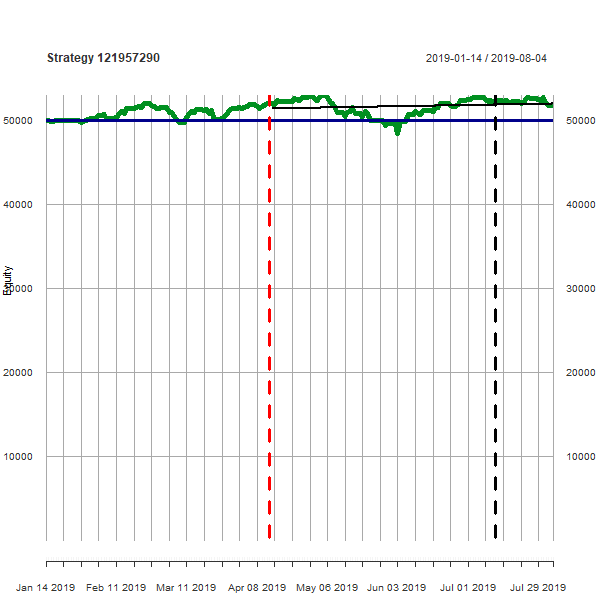 Strategy 121957290
2019-01-14 / 2019-08-04
50000 50000
40000 40000
Equity
30000 30000
20000 20000
10000 10000
Jan 14 2019 Feb 11 2019 Mar 11 2019 Apr 08 2019 May 06 2019 Jun 03 2019 Jul 01 2019 Jul 29 2019